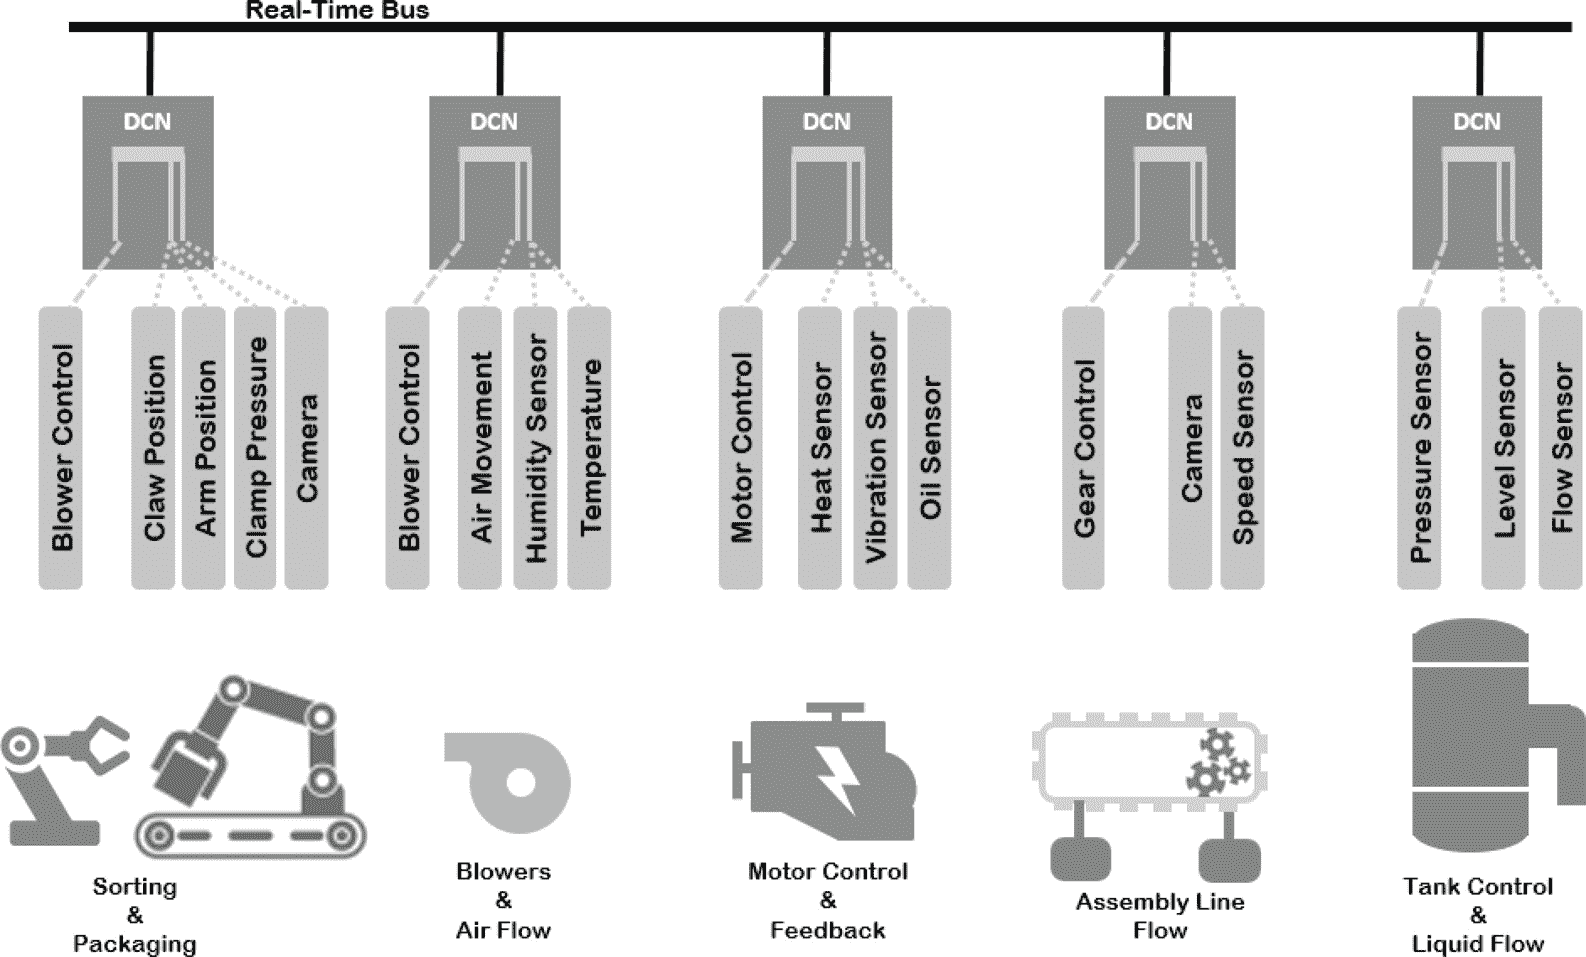 Real-Time Bus
DCN
DCN
DCN
DCN
DCN
Blower Control
Claw Position
Arm Position
Clamp Pressure
Camera
Blower Control
Air Movement
Humidity Sensor
Temperature
Motor Control
Heat Sensor
Vibration Sensor
Oil Sensor
Gear Control
Camera
Speed Sensor
Pressure Sensor
Level Sensor
Flow Sensor
Sorting
&
Packaging
Blowers
&
Air Flow
Motor Control
&
Feedback
Assembly Line
Flow
Tank Control
&
Liquid Flow